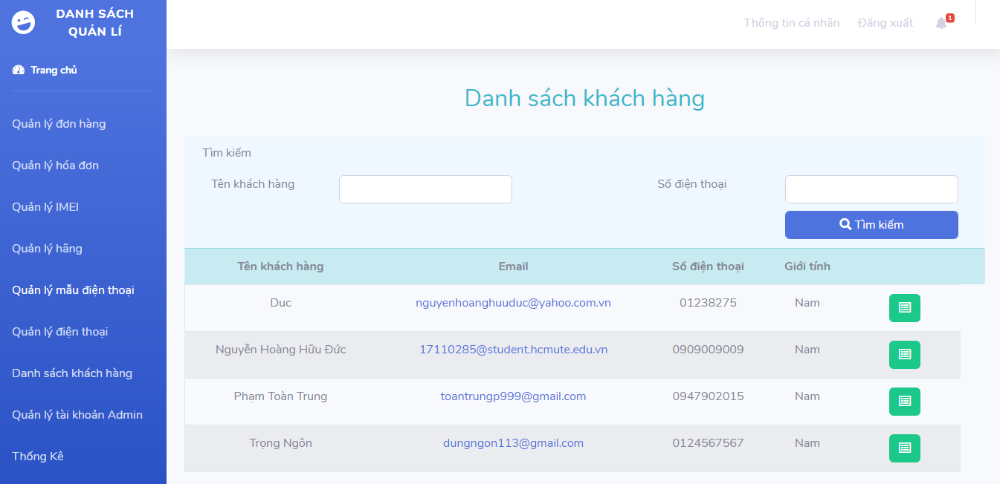 DANH SÁCH
QUẢN LÍ
Trang chủ
Quản lý đơn hàng
Quản lý hóa đơn
Quản lý IMEI
Quản lý hãng
Quản lý mẫu điện thoại
Quản lý điện thoại
Danh sách khách hàng
Quản lý tài khoản Admin
Thống Kê
Thông tin cá nhân Đăng xuất 1
Danh sách khách hàng
Tìm kiếm
Tên khách hàng Số điện thoại
Tìm kiếm
Tên khách hàng Email Số điện thoại Giới tính
Duc nguyenhoanghuuduc@yahoo.com.vn 01238275 Nam
Nguyễn Hoàng Hữu Đức 17110285@student.hcmute.edu.vn 0909009009 Nam
Phạm Toàn Trung toantrungp999@gmail.com 0947902015 Nam
Trọng Ngôn dungngon113@gmail.com 0124567567 Nam